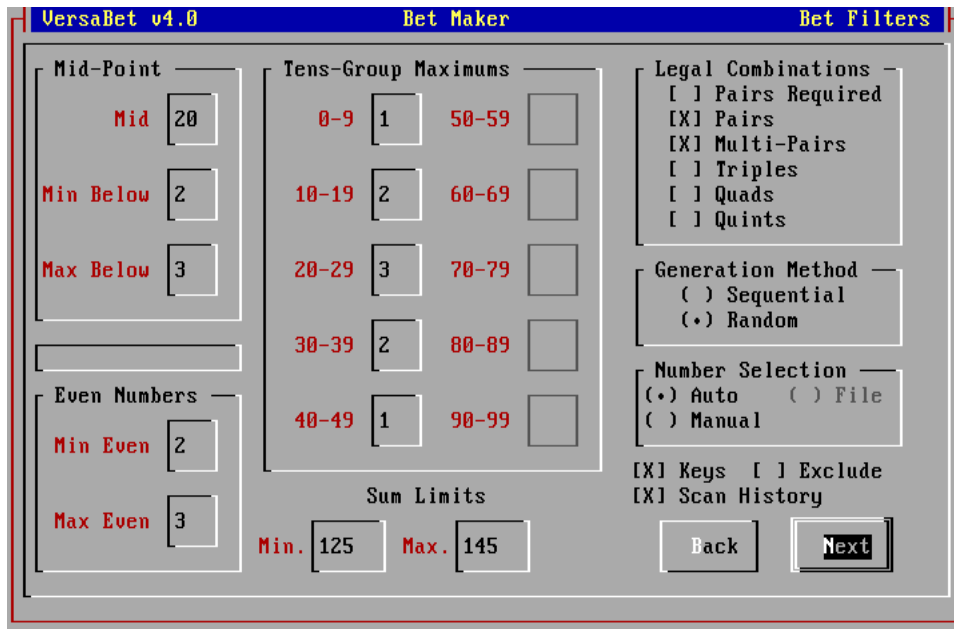 VersaBet v4.0 Bet Maker Bet Filters
Mid-Point
Mid 20
Min Below 2
Max Below 3
Even Numbers
Min Even 2
Max Even 3
Tens-Group Maximums
0-9 1 50-59
10-19 2 60-69
20-29 3 70-79
30-39 2 80-89
40-49 1 90-99
Sum Limits
Min. 125 Max. 145
Legal Combinations
[ ] Pairs Required
[X] Pairs
[X] Multi-Pairs
[ ] Triples
[ ] Quads
[ ] Quints
Generation Method
( ) Sequential
(•) Random
Number Selection
(•) Auto ( ) File
( ) Manual
[X] Keys [ ] Exclude
[X] Scan History
Back Next